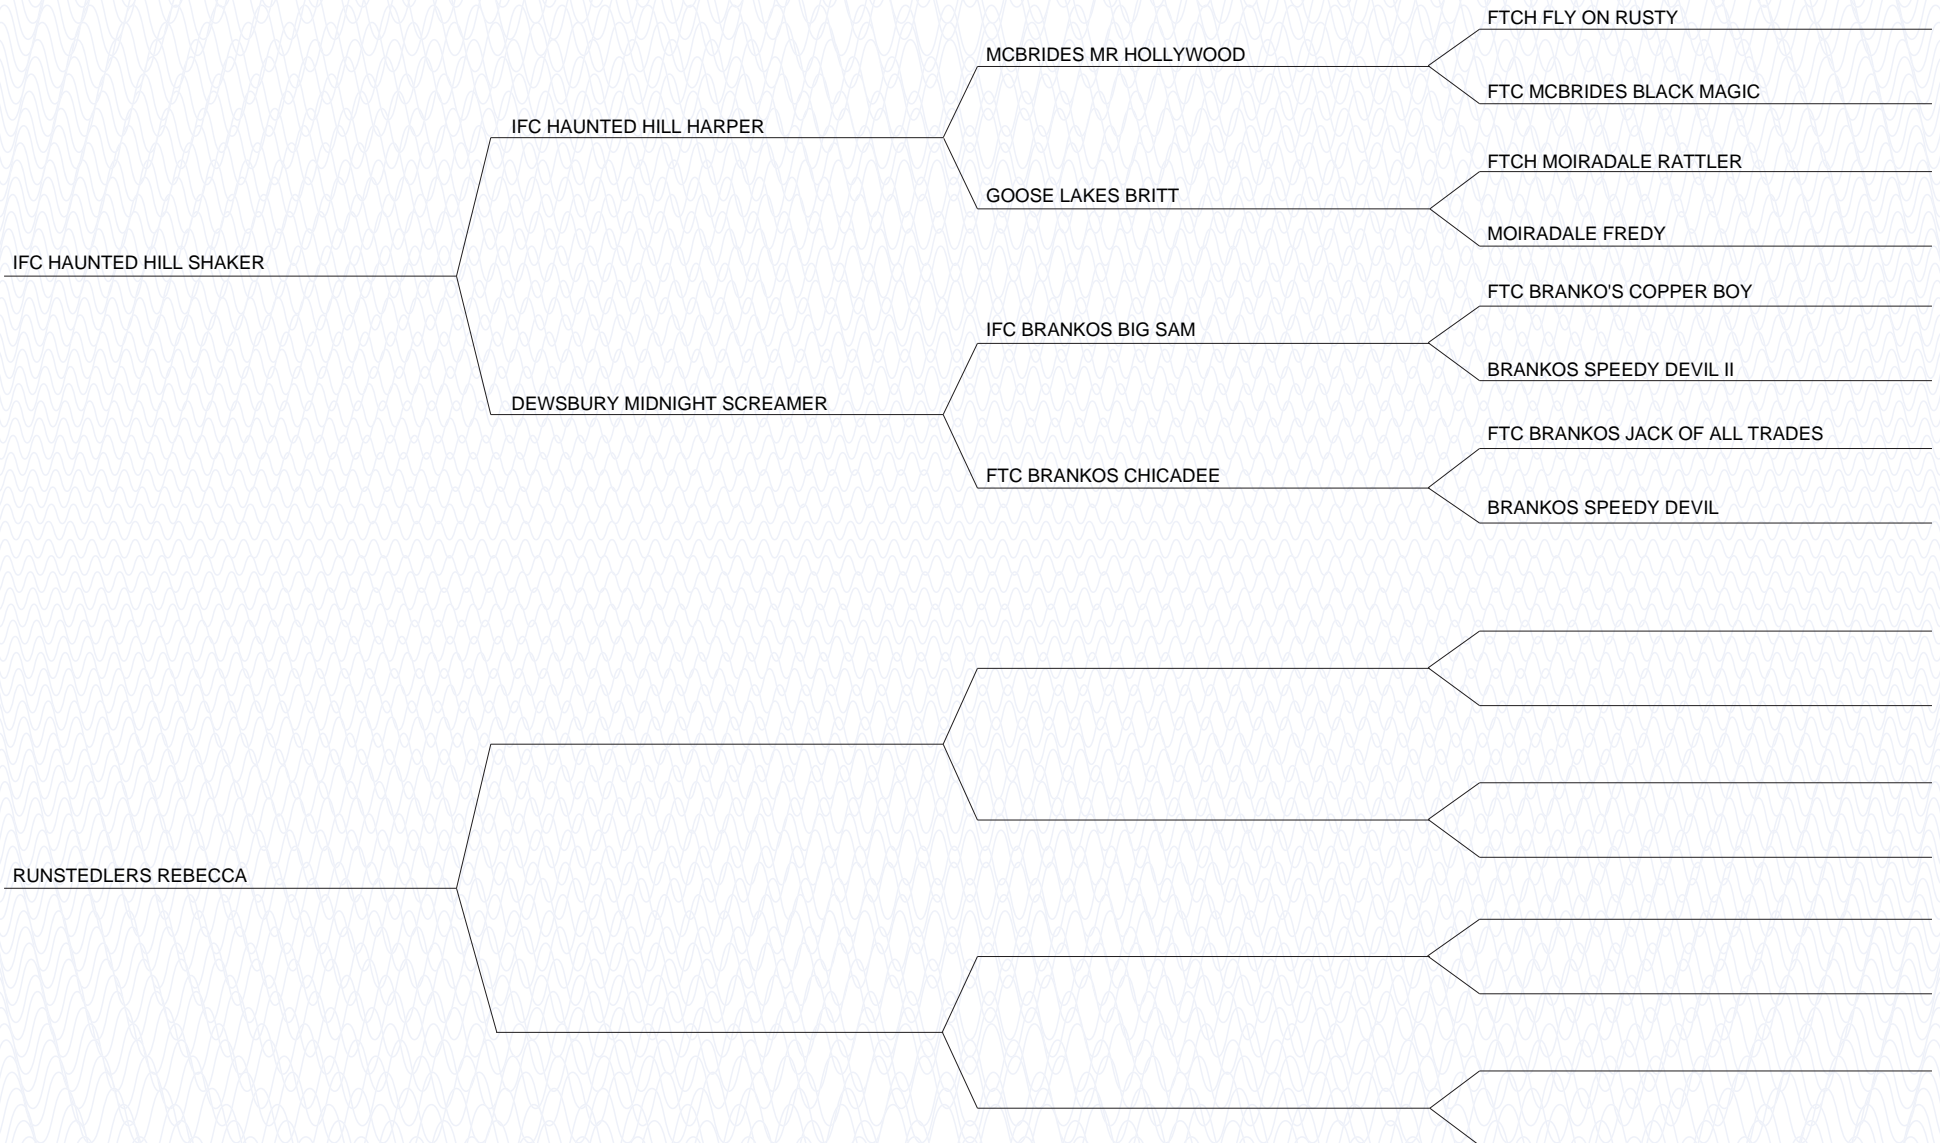 FTCH FLY ON RUSTY
MCBRIDES MR HOLLYWOOD
FTC MCBRIDES BLACK MAGIC
IFC HAUNTED HILL HARPER
FTCH MOIRADALE RATTLER
GOOSE LAKES BRITT
MOIRADALE FREDY
IFC HAUNTED HILL SHAKER
FTC BRANKO'S COPPER BOY
IFC BRANKOS BIG SAM
BRANKOS SPEEDY DEVIL II
DEWSBURY MIDNIGHT SCREAMER
FTC BRANKOS JACK OF ALL TRADES
FTC BRANKOS CHICADEE
BRANKOS SPEEDY DEVIL
RUNSTEDLERS REBECCA